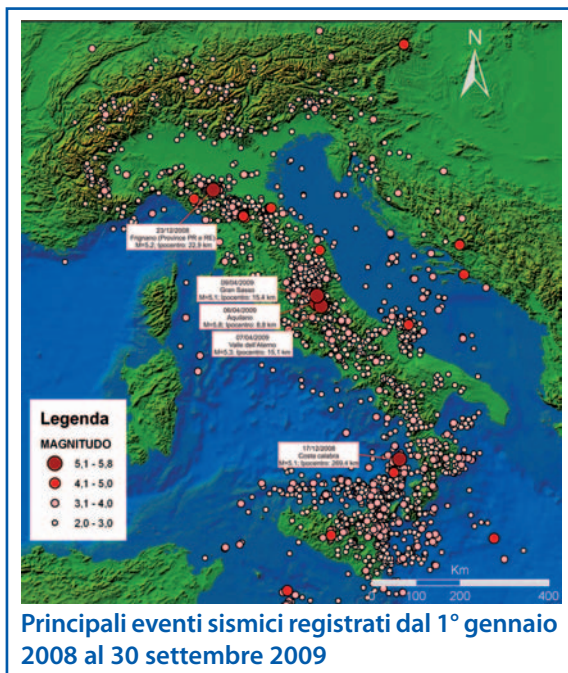 N
23/12/2008
Frignano (Province PR e RE)
M=5,2; Ipocentro: 22,9 km
09/04/2009
Gran Sasso
M=5,1; Ipocentro: 15,4 km
06/04/2009
Aquilano
M=5,8; Ipocentro: 8,8 km
07/04/2009
Valle dell'Aterno
M=5,3; Ipocentro: 15,1 km
17/12/2008
Costa calabra
M=5,1; Ipocentro: 269,4 km
Legenda
MAGNITUDO
5,1 - 5,8
4,1 - 5,0
3,1 - 4,0
2,0 - 3,0
Km
0 100 200 400
Principali eventi sismici registrati dal 1° gennaio
2008 al 30 settembre 2009